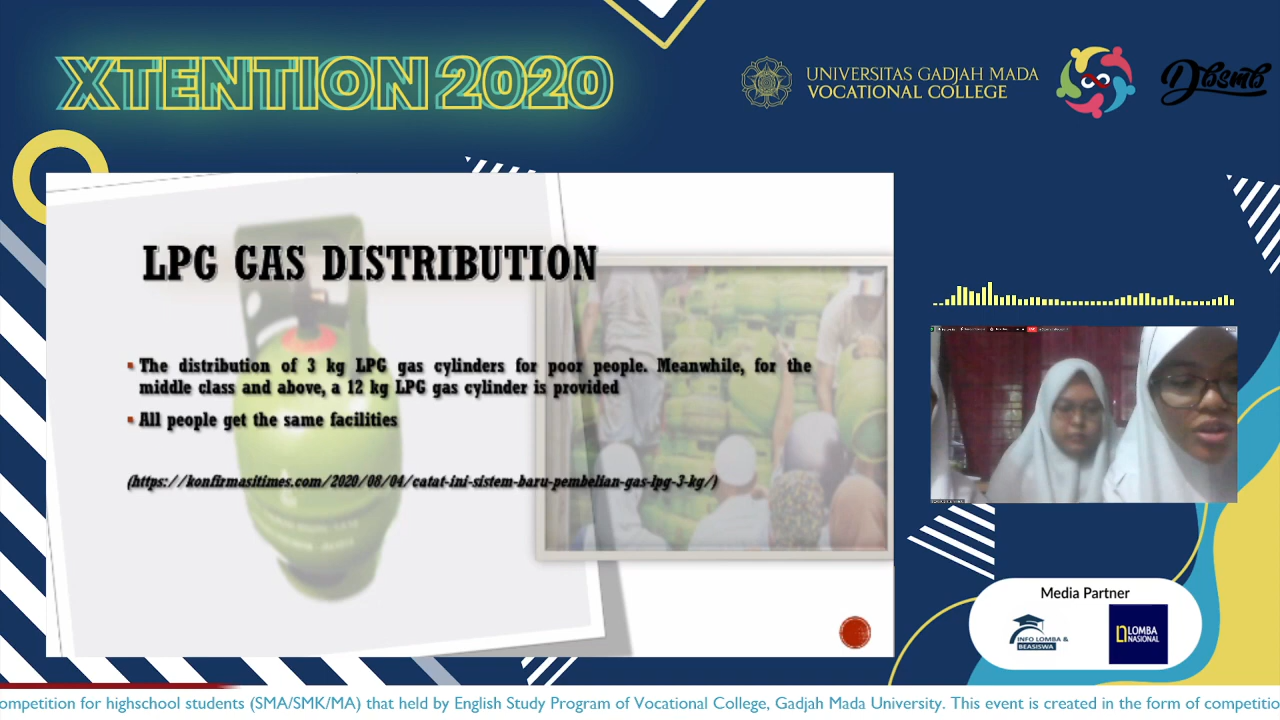 XTENTION 2020
UNIVERSITAS GADJAH MADA
VOCATIONAL COLLEGE
Dbsmb
LPG GAS DISTRIBUTION
The distribution of 3 kg LPG gas cylinders for poor people. Meanwhile, for the
middle class and above, a 12 kg LPG gas cylinder is provided
All people get the same facilities
(https://konfirmasitimes.com/2020/08/04/catat-ini-sistem-baru-pembelian-gas-lpg-3-kg/)
Media Partner
INFO LOMBA &
BEASISWA
LOMBA
NASIONAL
ompetition for highschool students (SMA/SMK/MA) that held by English Study Program of Vocational College, Gadjah Mada University. This event is created in the form of competitio